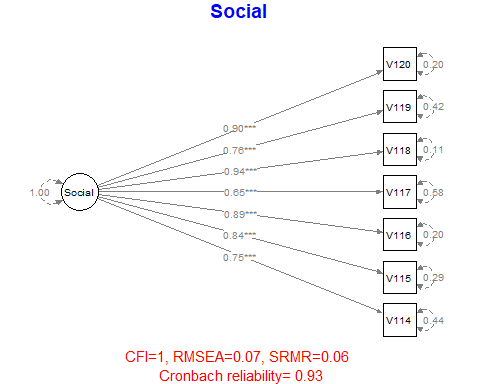 Social
V120
0.20
V119
0.42
0.90***
0.76***
V118
0.11
0.94***
1.00
Social
0.65***
V117
0.58
0.89***
V116
0.20
0.84***
0.75***
V115
0.29
V114
0.44
CFI=1, RMSEA=0.07, SRMR=0.06
Cronbach reliability= 0.93